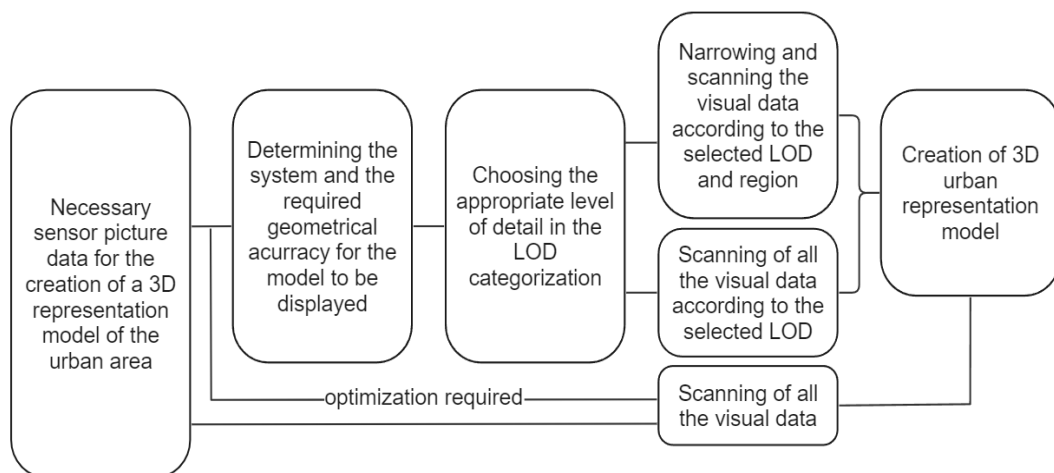 Necessary
sensor picture
data for the
creation of a 3D
representation
model of the
urban area
Determining the
system and the
required
geometrical
acurracy for the
model to be
displayed
Choosing the
appropriate level
of detail in the
LOD
categorization
Narrowing and
scanning the
visual data
according to the
selected LOD
and region
Scanning of all
the visual data
according to the
selected LOD
Creation of 3D
urban
representation
model
optimization required
Scanning of all
the visual data